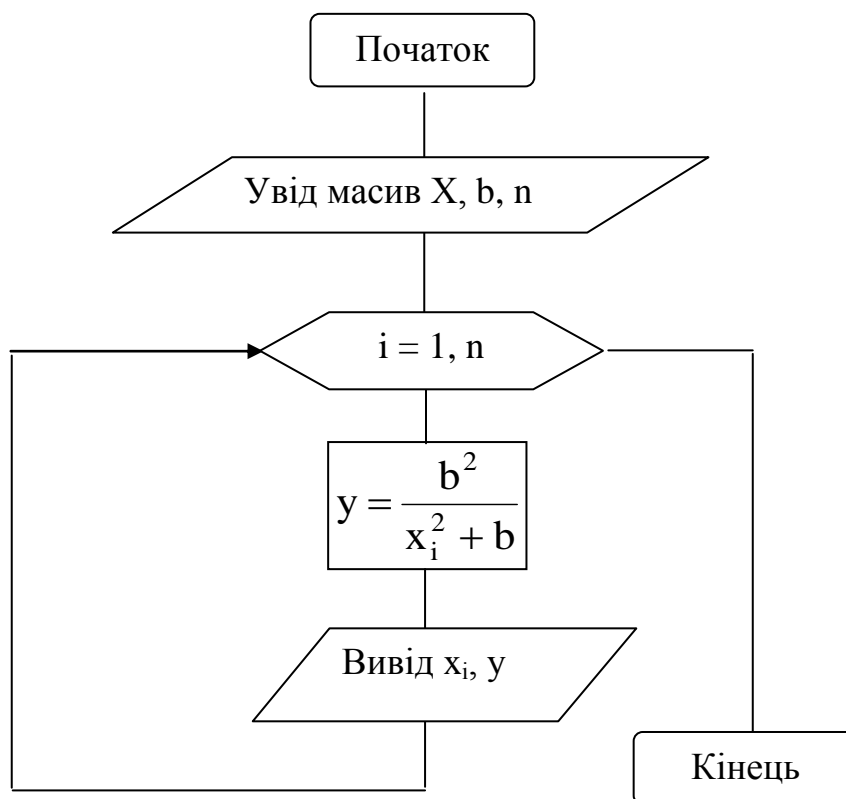 Початок
Увід масив X, b, n
i = 1, n
y = b² / (xᵢ² + b)
Вивід xᵢ, y
Кінець